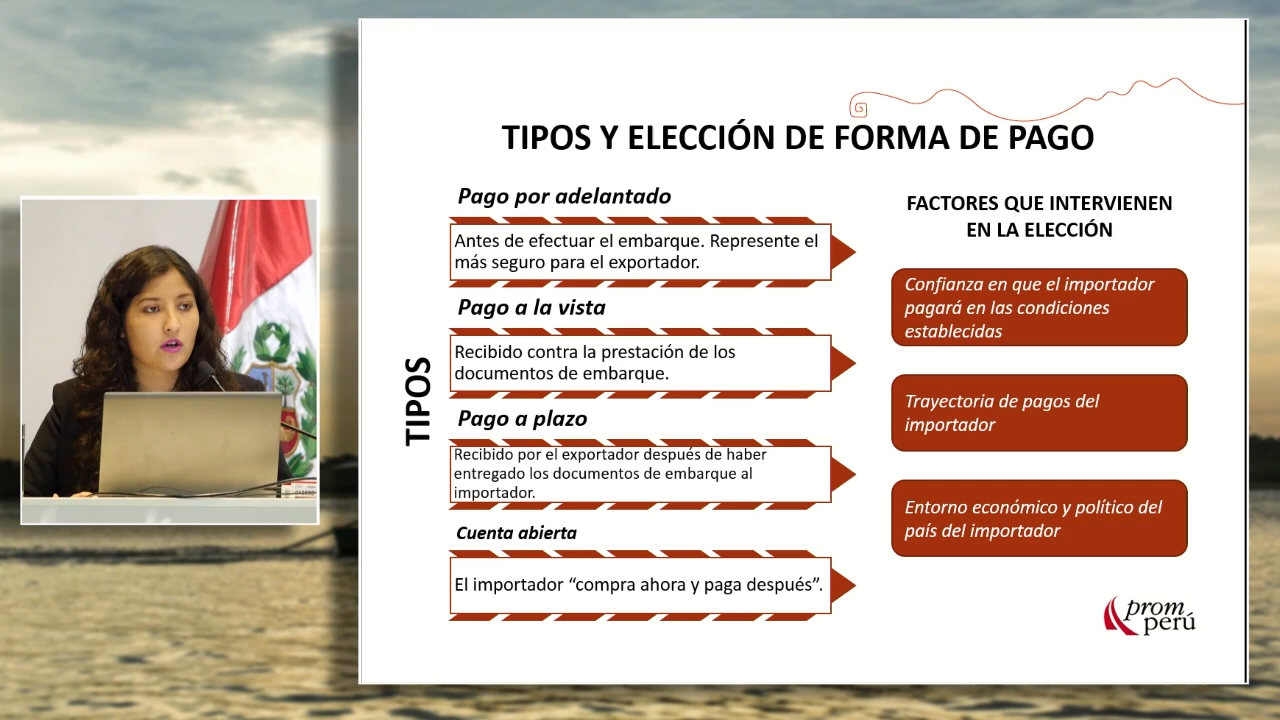 TIPOS Y ELECCIÓN DE FORMA DE PAGO
TIPOS
Pago por adelantado
Antes de efectuar el embarque. Represente el
más seguro para el exportador.
Pago a la vista
Recibido contra la prestación de los
documentos de embarque.
Pago a plazo
Recibido por el exportador después de haber
entregado los documentos de embarque al
importador.
Cuenta abierta
El importador “compra ahora y paga después”.
FACTORES QUE INTERVIENEN
EN LA ELECCIÓN
Confianza en que el importador
pagará en las condiciones
establecidas
Trayectoria de pagos del
importador
Entorno económico y político del
país del importador
prom
perú